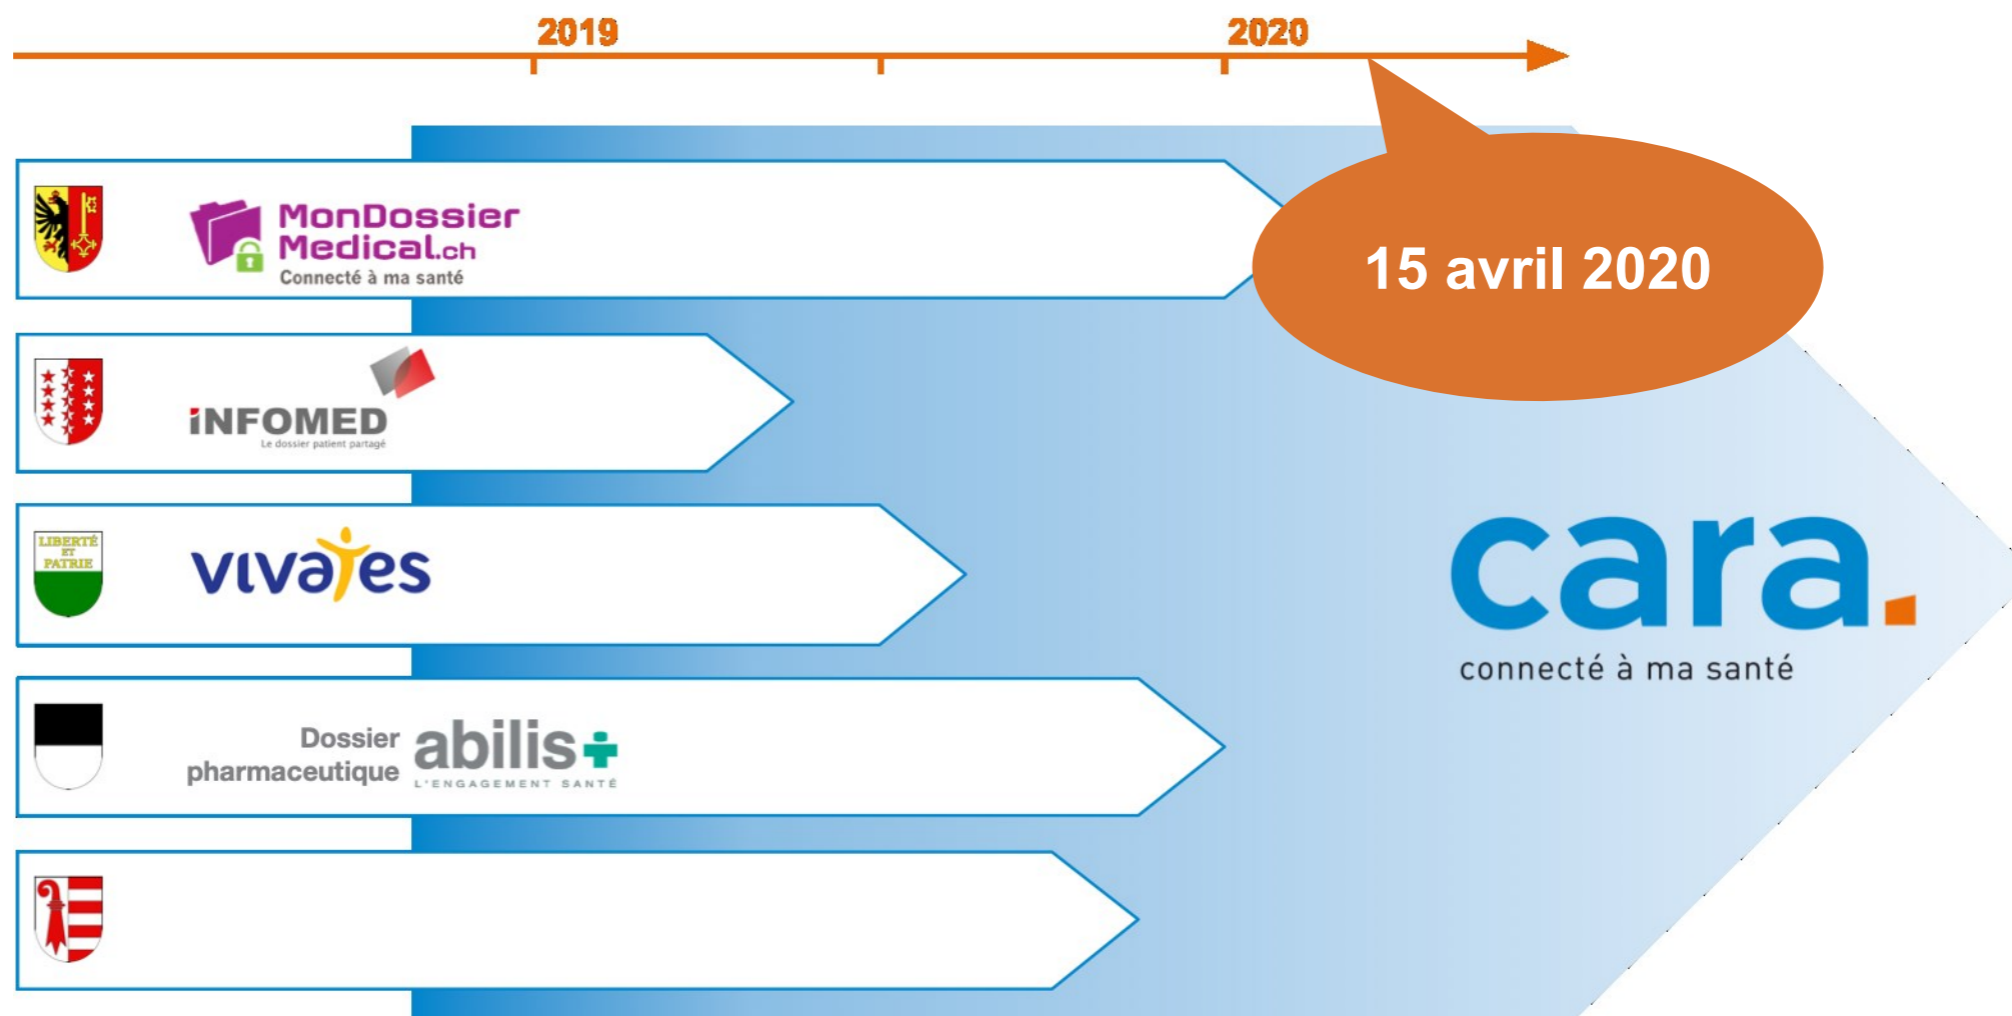 2019
2020
15 avril 2020
MonDossier
Medical.ch
Connecté à ma santé
iNFOMED
Le dossier patient partagé
LIBERTÉ
ET
PATRIE
vivates
cara.
connecté à ma santé
Dossier
pharmaceutique
abilis
L'ENGAGEMENT SANTÉ